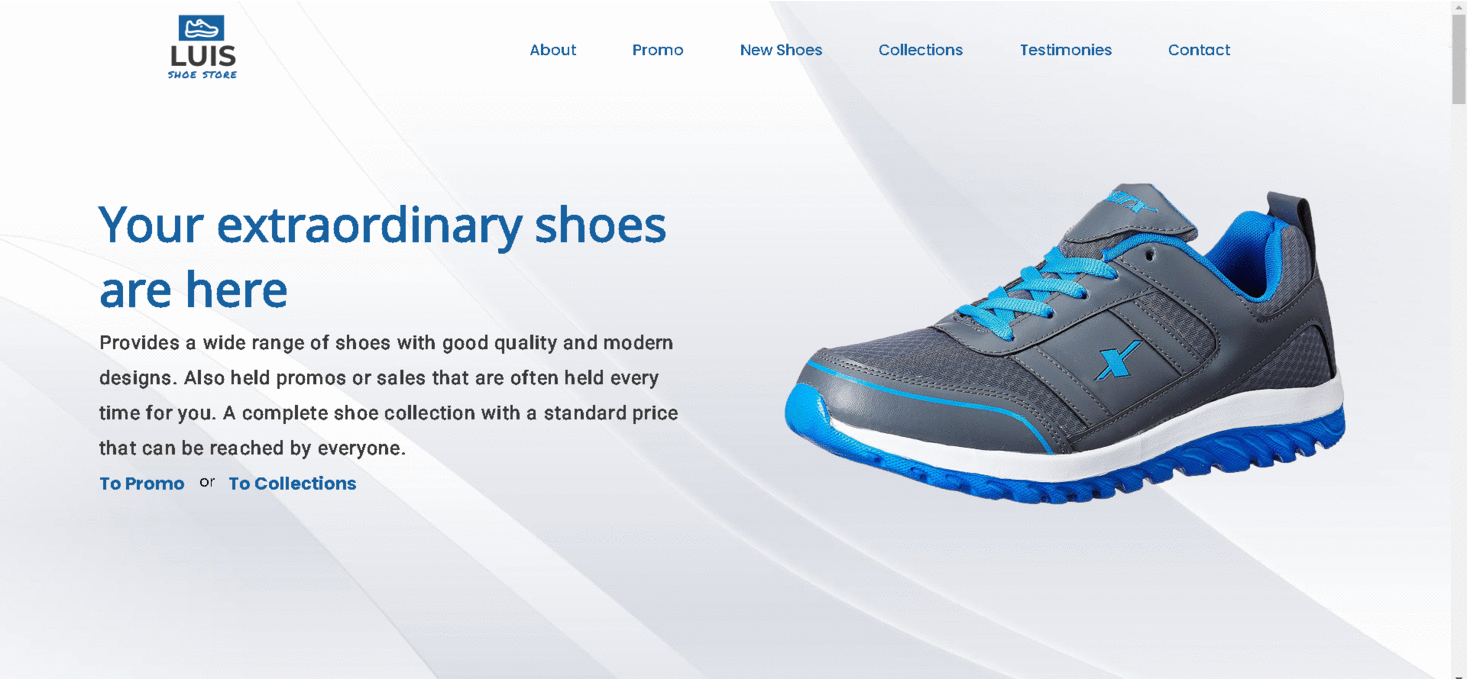 LUIS
SHOE STORE
About Promo New Shoes Collections Testimonies Contact
Your extraordinary shoes
are here
Provides a wide range of shoes with good quality and modern
designs. Also held promos or sales that are often held every
time for you. A complete shoe collection with a standard price
that can be reached by everyone.
To Promo or To Collections